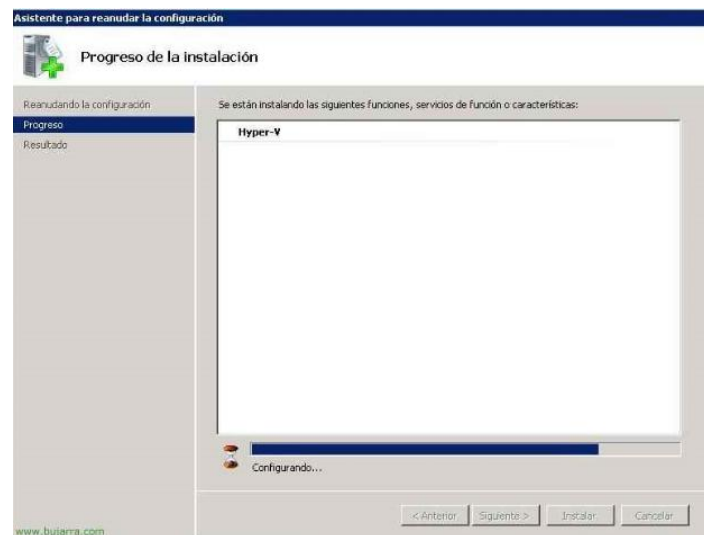 Asistente para reanudar la configuración
Progreso de la instalación
Reanudando la configuración
Progreso
Resultado
Se están instalando las siguientes funciones, servicios de función o características:
Hyper-V
Configurando...
< Anterior
Siguiente >
Instalar
Cancelar
www.bujarra.com